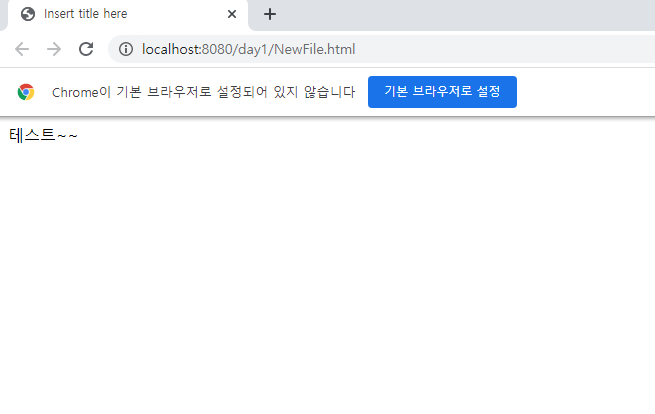 Insert title here
localhost:8080/day1/NewFile.html
Chrome이 기본 브라우저로 설정되어 있지 않습니다 기본 브라우저로 설정
테스트~~